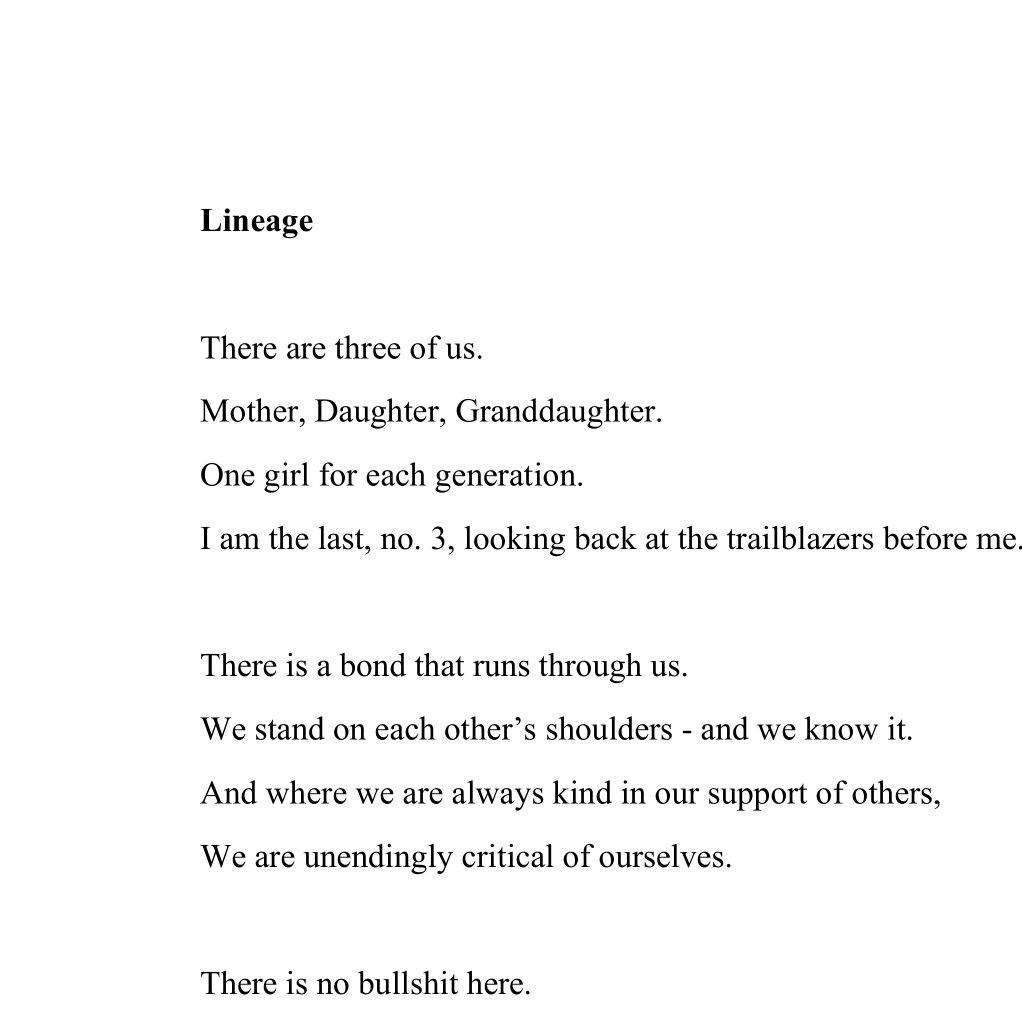 Lineage
There are three of us.
Mother, Daughter, Granddaughter.
One girl for each generation.
I am the last, no. 3, looking back at the trailblazers before me.
There is a bond that runs through us.
We stand on each other’s shoulders - and we know it.
And where we are always kind in our support of others,
We are unendingly critical of ourselves.
There is no bullshit here.